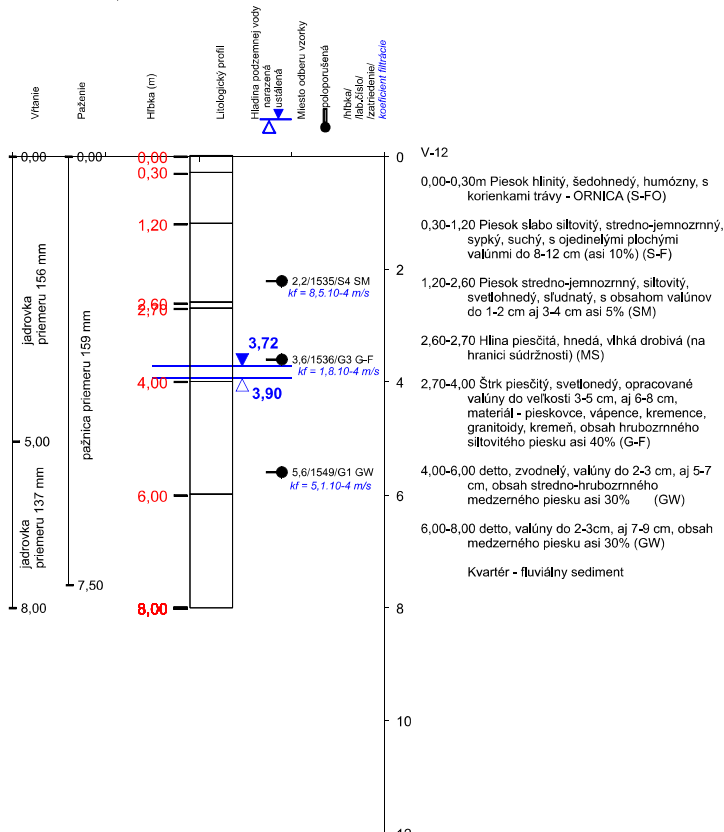 Vŕtanie
Paženie
Hĺbka (m)
Litologický profil
Hladina podzemnej vody
narazená
ustálená
Miesto odberu vzorky
poloporušená
/hĺbka/
/lab.číslo/
/zatriedenie/
koeficient filtrácie
0,00
0,00
0,00
0,30
1,20
2,60
2,70
4,00
6,00
8,00
jadrovka
priemeru 156 mm
5,00
jadrovka
priemeru 137 mm
8,00
pažnica priemeru 159 mm
7,50
3,72
3,90
2,2/1535/S4 SM
kf = 8,5.10-4 m/s
3,6/1536/G3 G-F
kf = 1,8.10-4 m/s
5,6/1549/G1 GW
kf = 5,1.10-4 m/s
0
2
4
6
8
10
V-12
0,00-0,30m Piesok hlinitý, šedohnedý, humózny, s
korienkami trávy - ORNICA (S-FO)
0,30-1,20 Piesok slabo siltovitý, stredno-jemnozrnný,
sypký, suchý, s ojedinelými plochými
valúnmi do 8-12 cm (asi 10%) (S-F)
1,20-2,60 Piesok stredno-jemnozrnný, siltovitý,
svetlohnedý, sľudnatý, s obsahom valúnov
do 1-2 cm aj 3-4 cm asi 5% (SM)
2,60-2,70 Hlina piesčitá, hnedá, vlhká drobivá (na
hranici súdržnosti) (MS)
2,70-4,00 Štrk piesčitý, svetlonedý, opracované
valúny do veľkosti 3-5 cm, aj 6-8 cm,
materiál - pieskovce, vápence, kremence,
granitoidy, kremeň, obsah hrubozrnného
siltovitého piesku asi 40% (G-F)
4,00-6,00 detto, zvodnelý, valúny do 2-3 cm, aj 5-7
cm, obsah stredno-hrubozrnného
medzerného piesku asi 30% (GW)
6,00-8,00 detto, valúny do 2-3cm, aj 7-9 cm, obsah
medzerného piesku asi 30% (GW)
Kvartér - fluviálny sediment